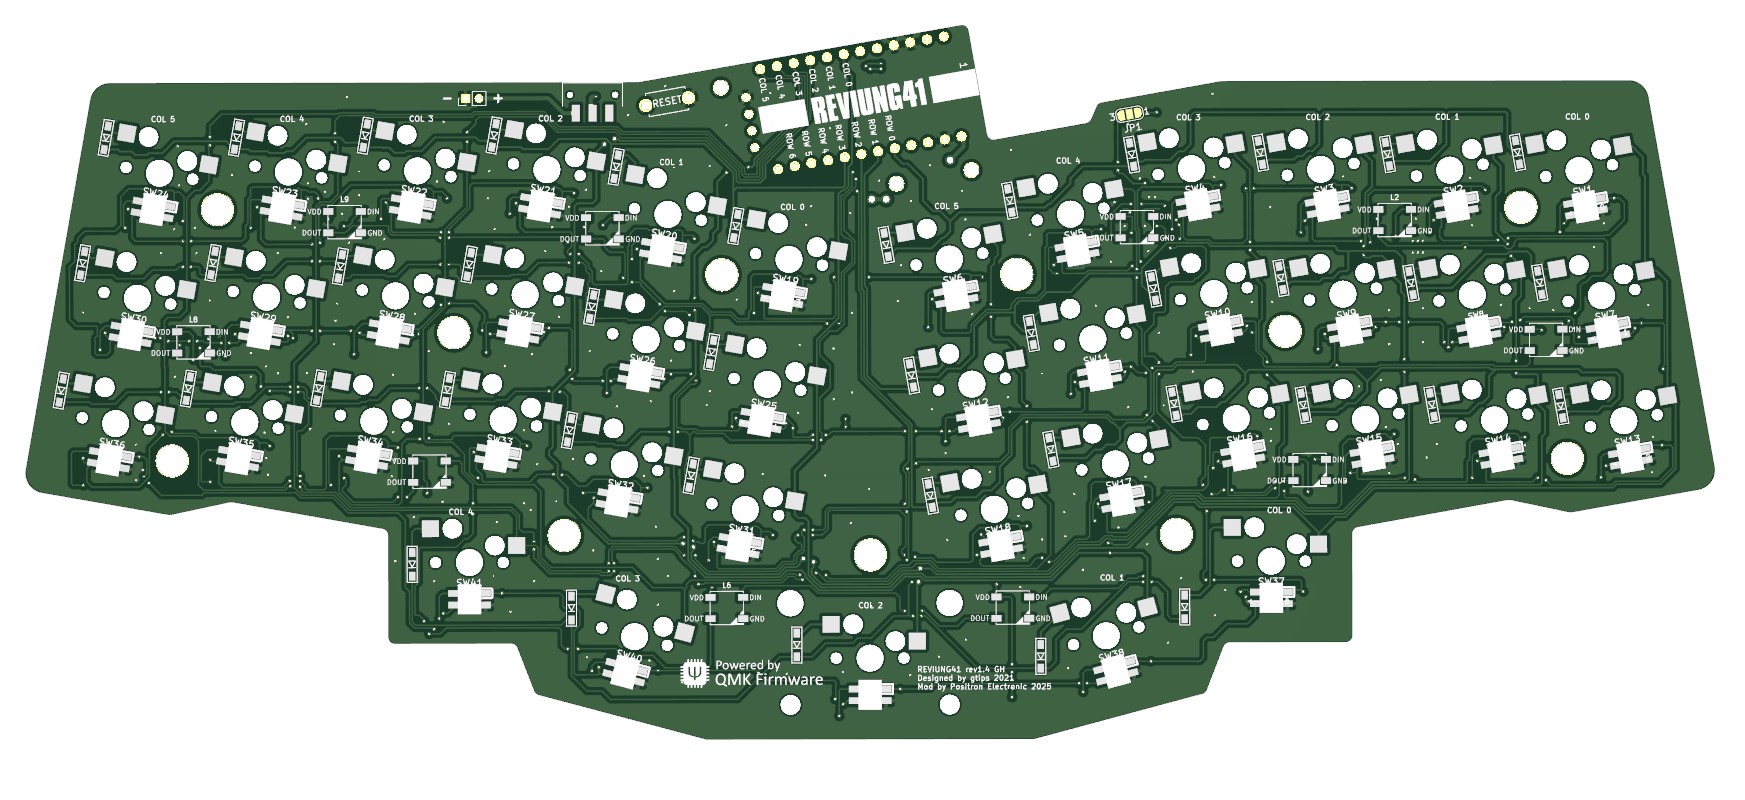 - +
COL 5
COL 4
COL 3
COL 2
COL 1
COL 0
RESET
COL 5
COL 4
COL 3
COL 2
COL 1
COL 0
1
REVIUNG41
ROW 6
ROW 5
ROW 4
ROW 3
ROW 2
ROW 1
ROW 0
3 1
JP1
COL 5
COL 4
COL 3
COL 2
COL 1
COL 0
SW24
SW23
SW22
SW21
SW20
SW19
SW6
SW5
SW4
SW3
SW2
SW1
L9
VDD DIN
DOUT GND
VDD DIN
DOUT GND
VDD DIN
DOUT GND
L2
VDD DIN
DOUT GND
SW30
SW29
SW28
SW27
SW26
SW25
SW12
SW11
SW10
SW9
SW8
SW7
L8
VDD DIN
DOUT GND
VDD DIN
DOUT GND
SW36
SW35
SW34
SW33
SW32
SW31
SW18
SW17
SW16
SW15
SW14
SW13
VDD
DOUT
VDD
DOUT
COL 4
COL 3
COL 2
COL 1
COL 0
SW41
SW40
SW38
SW37
L6
VDD DIN
DOUT GND
VDD DIN
DOUT GND
Powered by
QMK Firmware
REVIUNG41 rev1.4 GH
Designed by gtips 2021
Mod by Positron Electronic 2025